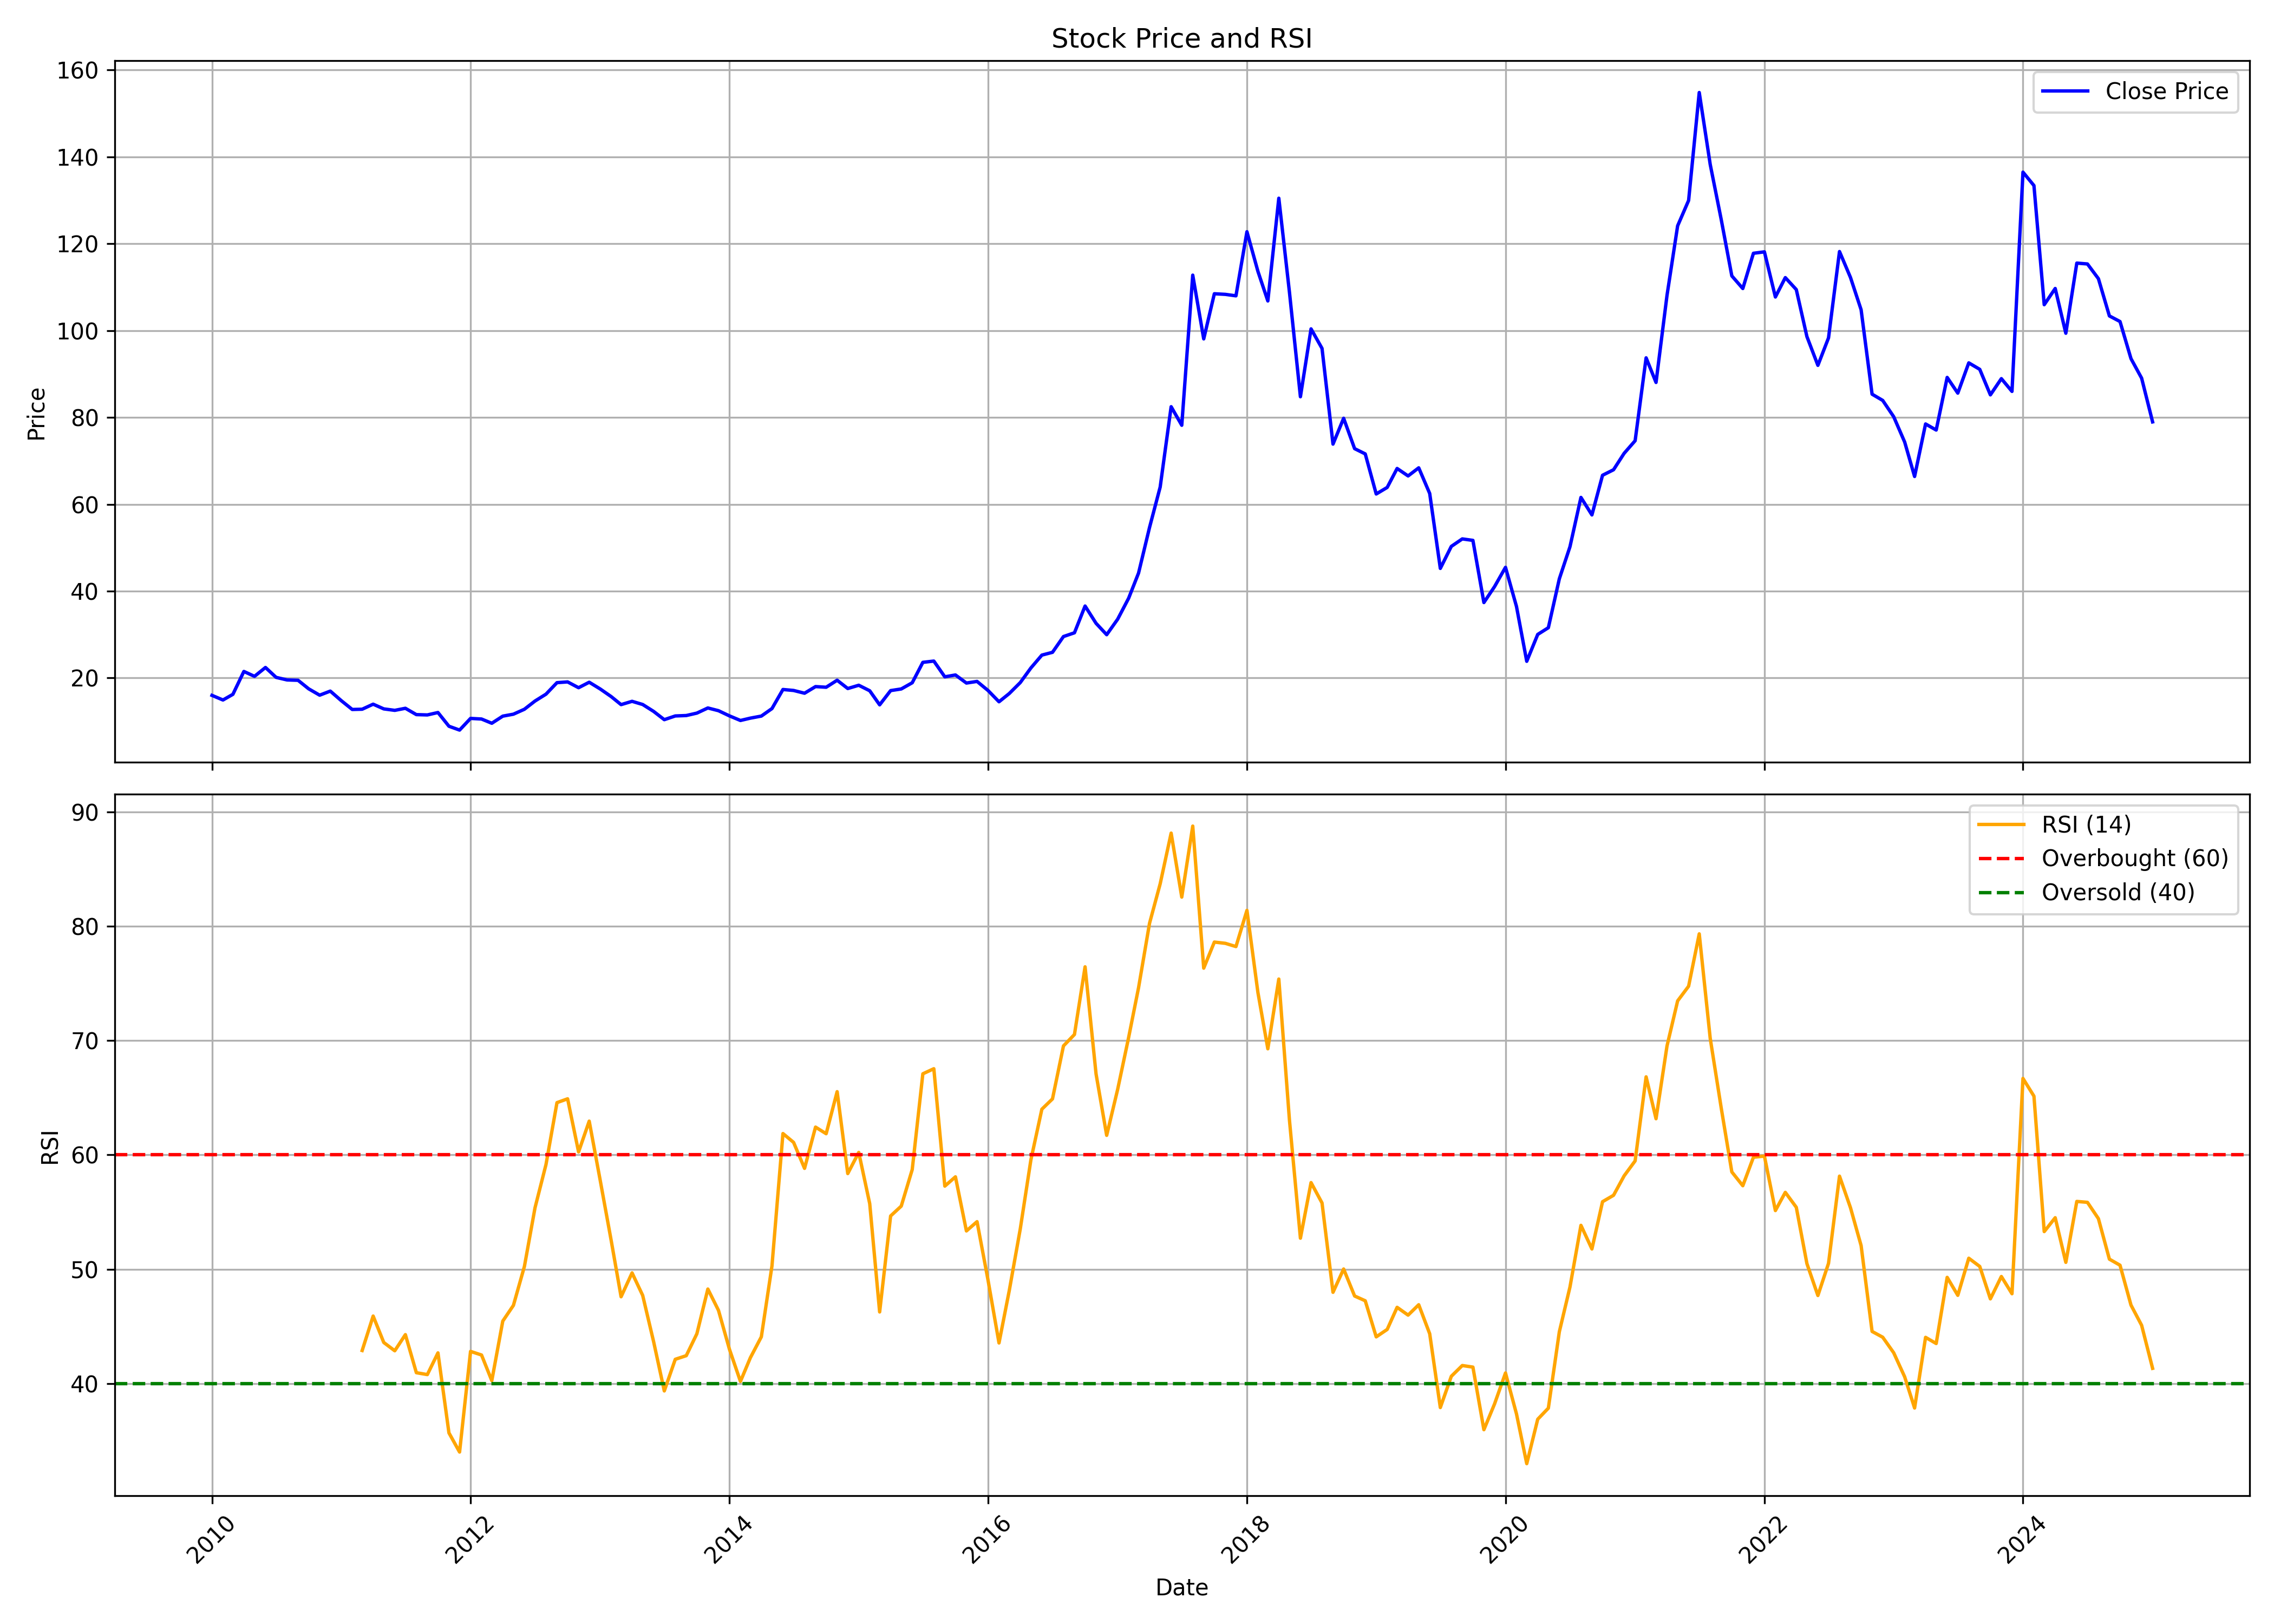 Stock Price and RSI
160
140
120
100
80
60
40
20
Price
Close Price
90
80
70
60
50
40
RSI
RSI (14)
Overbought (60)
Oversold (40)
2010
2012
2014
2016
2018
2020
2022
2024
Date